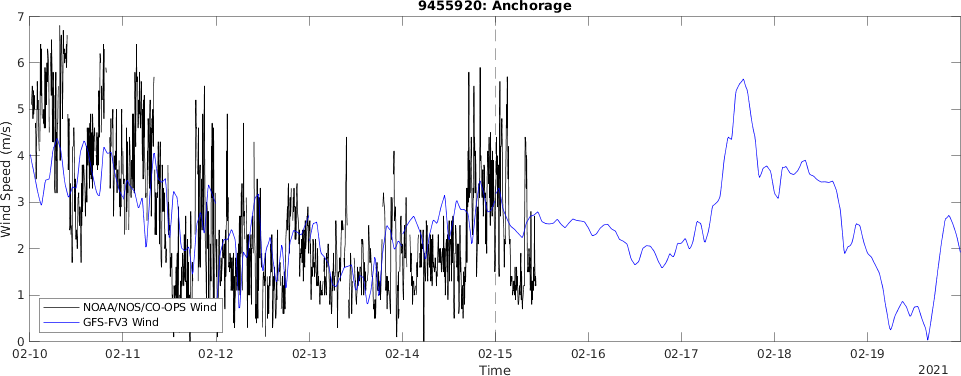 9455920: Anchorage
7
6
5
4
3
2
1
0
Wind Speed (m/s)
NOAA/NOS/CO-OPS Wind
GFS-FV3 Wind
02-10 02-11 02-12 02-13 02-14 02-15 02-16 02-17 02-18 02-19
Time
2021